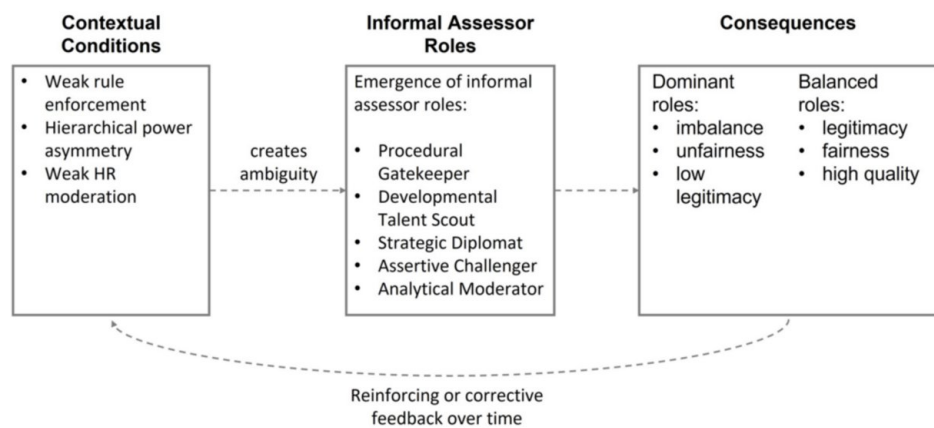 Contextual
Conditions
• Weak rule
enforcement
• Hierarchical power
asymmetry
• Weak HR
moderation
creates
ambiguity
Informal Assessor
Roles
Emergence of informal
assessor roles:
• Procedural
Gatekeeper
• Developmental
Talent Scout
• Strategic Diplomat
• Assertive Challenger
• Analytical Moderator
Consequences
Dominant
roles:
• imbalance
• unfairness
• low
legitimacy
Balanced
roles:
• legitimacy
• fairness
• high quality
Reinforcing or corrective
feedback over time